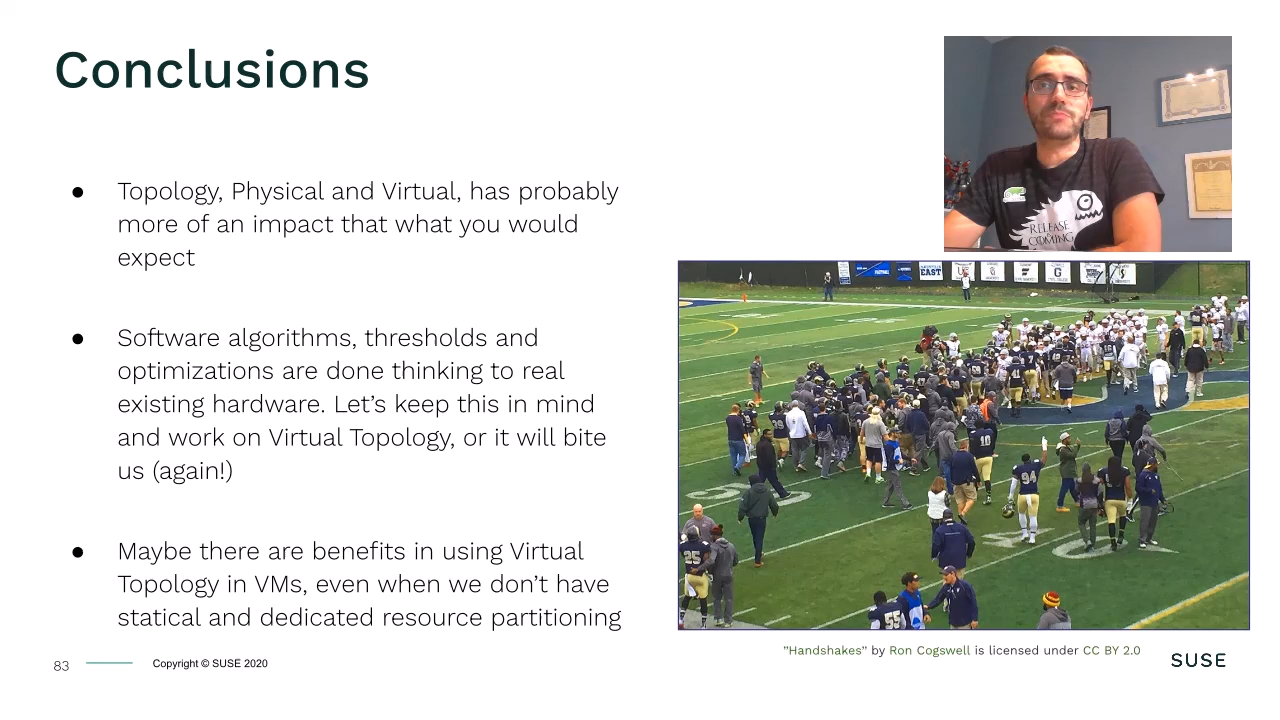 Conclusions
● Topology, Physical and Virtual, has probably
more of an impact that what you would
expect
● Software algorithms, thresholds and
optimizations are done thinking to real
existing hardware. Let’s keep this in mind
and work on Virtual Topology, or it will bite
us (again!)
● Maybe there are benefits in using Virtual
Topology in VMs, even when we don’t have
statical and dedicated resource partitioning
RELEASE
COMING
EAST
10
94
25
55
"Handshakes" by Ron Cogswell is licensed under CC BY 2.0
83
Copyright © SUSE 2020
SUSE